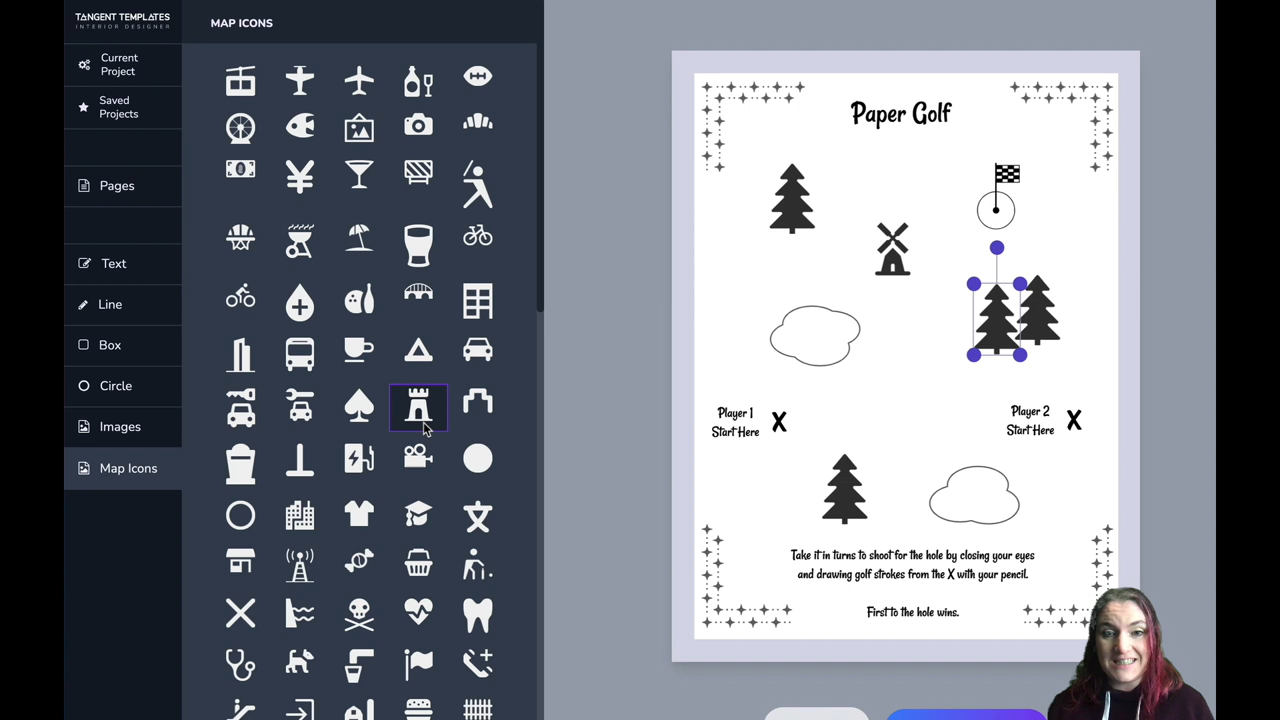 TANGENT TEMPLATES
INTERIOR DESIGNER
Current
Project
Saved
Projects
Pages
Text
Line
Box
Circle
Images
Map Icons
MAP ICONS
Paper Golf
Player 1
Start Here
X
Player 2
Start Here
X
Take it in turns to shoot for the hole by closing your eyes
and drawing golf strokes from the X with your pencil.
First to the hole wins.